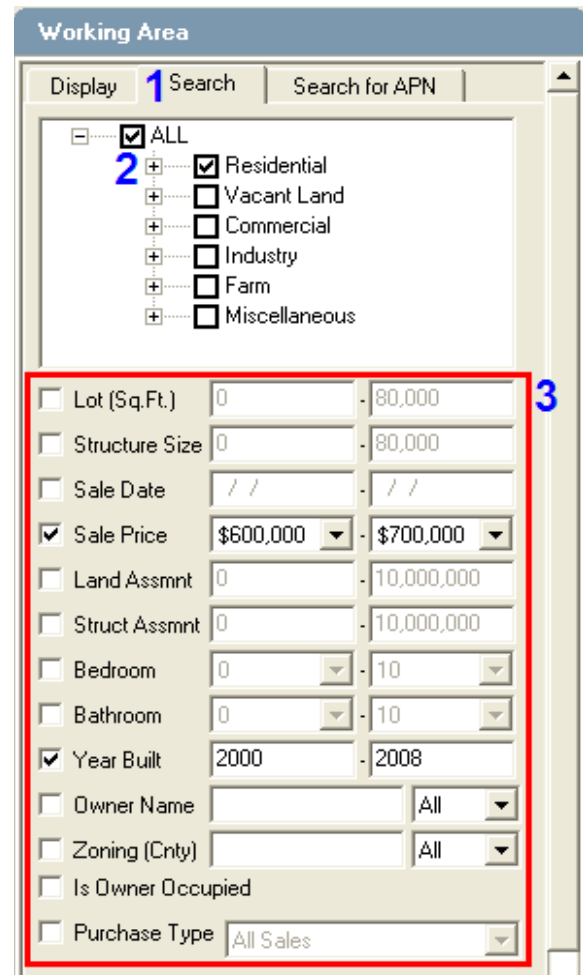 Working Area
Display 1 Search Search for APN
ALL
2 Residential
Vacant Land
Commercial
Industry
Farm
Miscellaneous
Lot (Sq.Ft.) 0 - 80,000 3
Structure Size 0 - 80,000
Sale Date / / - / /
Sale Price $600,000 - $700,000
Land Assmnt 0 - 10,000,000
Struct Assmnt 0 - 10,000,000
Bedroom 0 - 10
Bathroom 0 - 10
Year Built 2000 - 2008
Owner Name All
Zoning (Cnty) All
Is Owner Occupied
Purchase Type All Sales